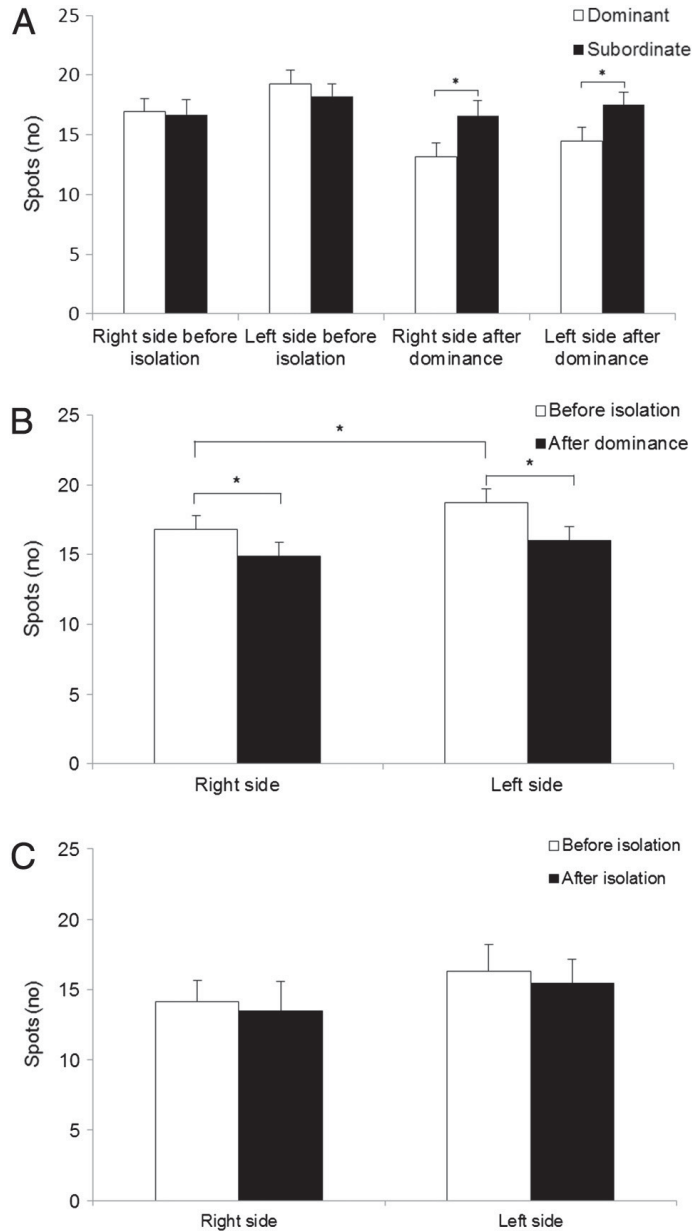 A
25
20
15
10
5
0
Spots (no)
Dominant
Subordinate
*
*
Right side before
isolation
Left side before
isolation
Right side after
dominance
Left side after
dominance
B
25
20
15
10
5
0
Spots (no)
Before isolation
After dominance
*
*
*
Right side
Left side
C
25
20
15
10
5
0
Spots (no)
Before isolation
After isolation
Right side
Left side